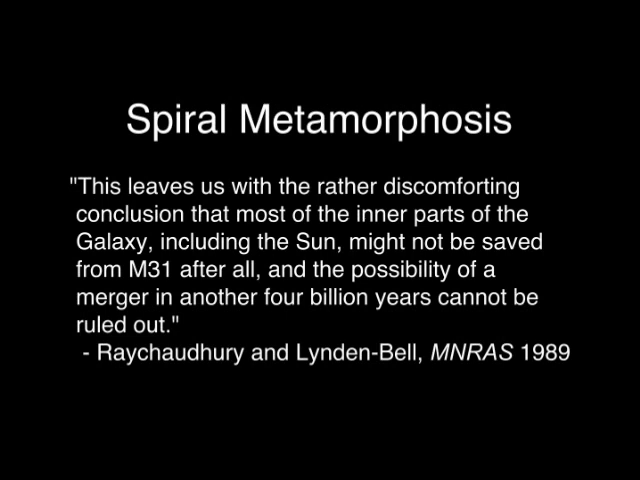 Spiral Metamorphosis
"This leaves us with the rather discomforting
conclusion that most of the inner parts of the
Galaxy, including the Sun, might not be saved
from M31 after all, and the possibility of a
merger in another four billion years cannot be
ruled out."
- Raychaudhury and Lynden-Bell, MNRAS 1989